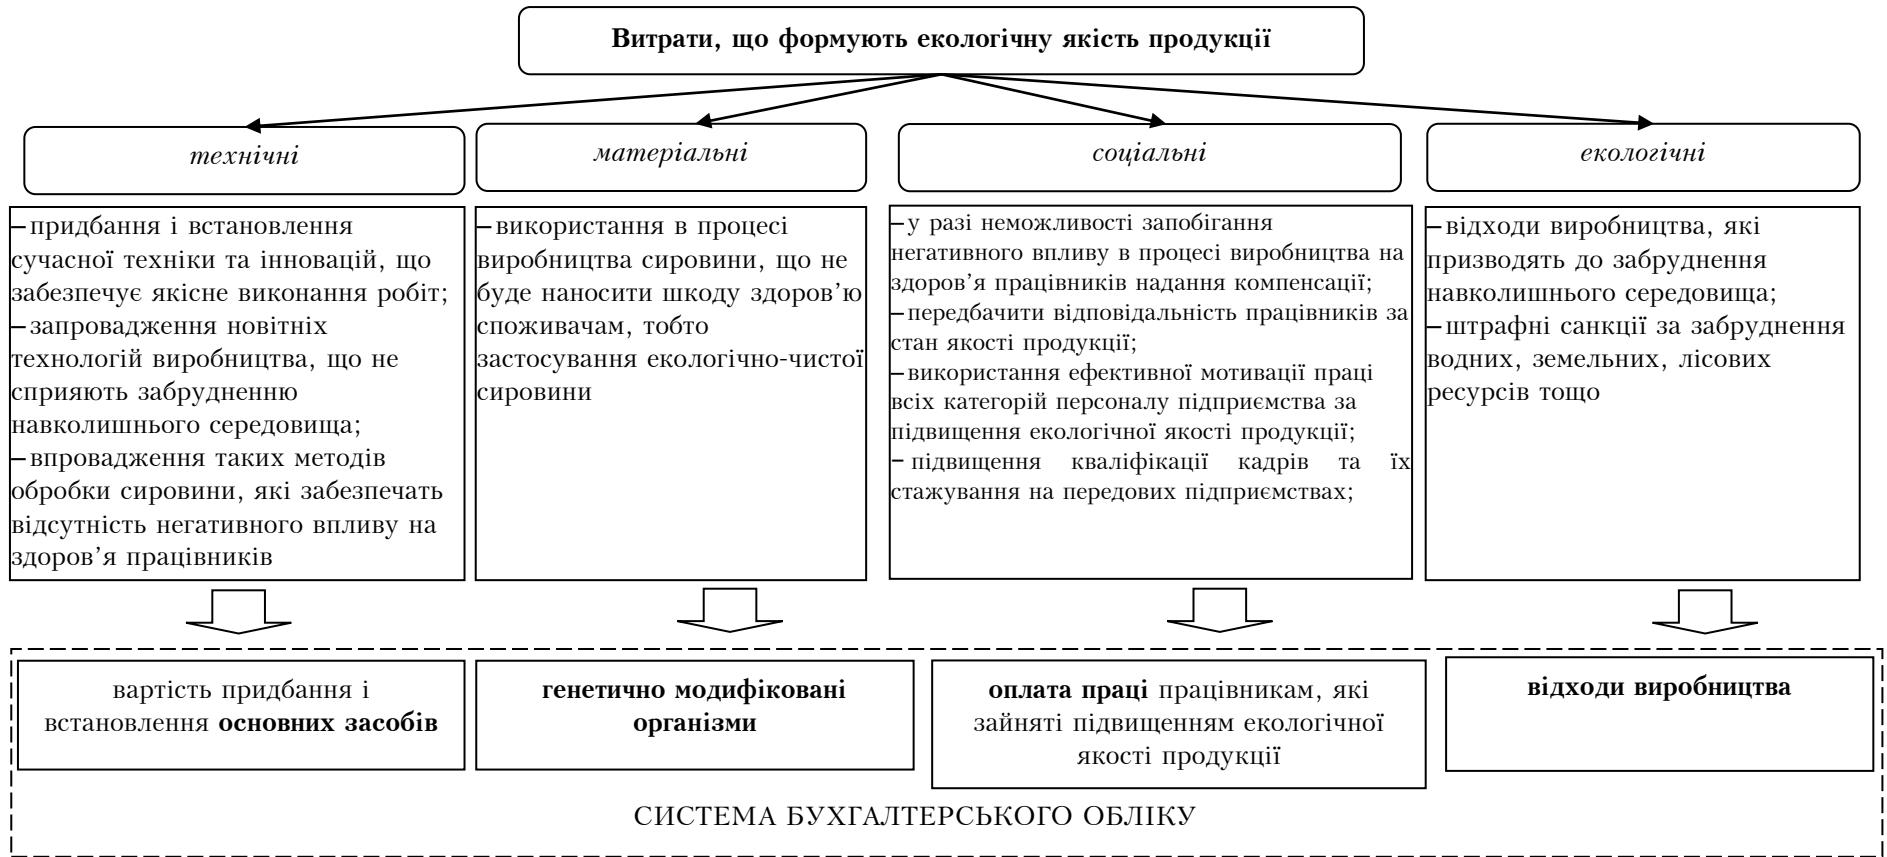 Витрати, що формують екологічну якість продукції
технічні
матеріальні
соціальні
екологічні
–придбання і встановлення
сучасної техніки та інновацій, що
забезпечує якісне виконання робіт;
–запровадження новітніх
технологій виробництва, що не
сприяють забрудненню
навколишнього середовища;
–впровадження таких методів
обробки сировини, які забезпечать
відсутність негативного впливу на
здоров’я працівників
–використання в процесі
виробництва сировини, що не
буде наносити шкоду здоров’ю
споживачам, тобто
застосування екологічно-чистої
сировини
–у разі неможливості запобігання
негативного впливу в процесі виробництва на
здоров’я працівників надання компенсації;
–передбачити відповідальність працівників за
стан якості продукції;
–використання ефективної мотивації праці
всіх категорій персоналу підприємства за
підвищення екологічної якості продукції;
– підвищення кваліфікації кадрів та їх
стажування на передових підприємствах;
–відходи виробництва, які
призводять до забруднення
навколишнього середовища;
–штрафні санкції за забруднення
водних, земельних, лісових
ресурсів тощо
вартість придбання і
встановлення основних засобів
генетично модифіковані
організми
оплата праці працівникам, які
зайняті підвищенням екологічної
якості продукції
відходи виробництва
СИСТЕМА БУХГАЛТЕРСЬКОГО ОБЛІКУ